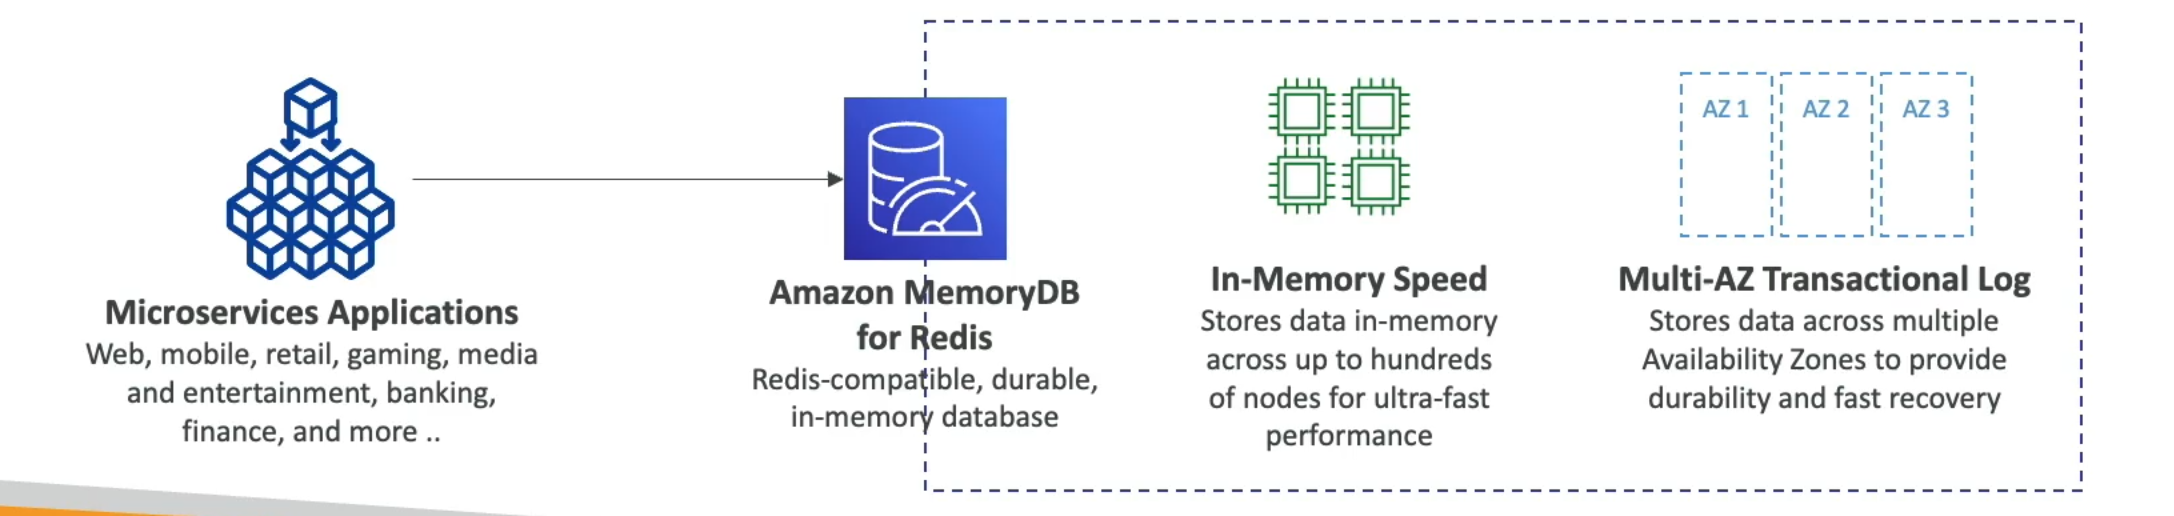 Microservices Applications
Web, mobile, retail, gaming, media
and entertainment, banking,
finance, and more ..
Amazon MemoryDB
for Redis
Redis-compatible, durable,
in-memory database
In-Memory Speed
Stores data in-memory
across up to hundreds
of nodes for ultra-fast
performance
AZ 1
AZ 2
AZ 3
Multi-AZ Transactional Log
Stores data across multiple
Availability Zones to provide
durability and fast recovery